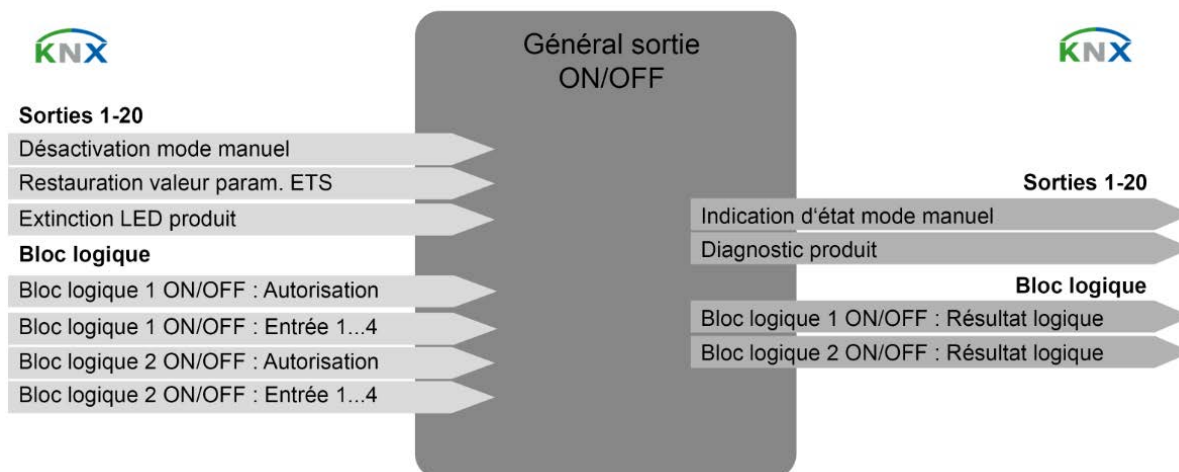 KNX
Général sortie
ON/OFF
KNX
Sorties 1-20
Désactivation mode manuel
Restauration valeur param. ETS
Extinction LED produit
Bloc logique
Bloc logique 1 ON/OFF : Autorisation
Bloc logique 1 ON/OFF : Entrée 1...4
Bloc logique 2 ON/OFF : Autorisation
Bloc logique 2 ON/OFF : Entrée 1...4
Sorties 1-20
Indication d‘état mode manuel
Diagnostic produit
Bloc logique
Bloc logique 1 ON/OFF : Résultat logique
Bloc logique 2 ON/OFF : Résultat logique